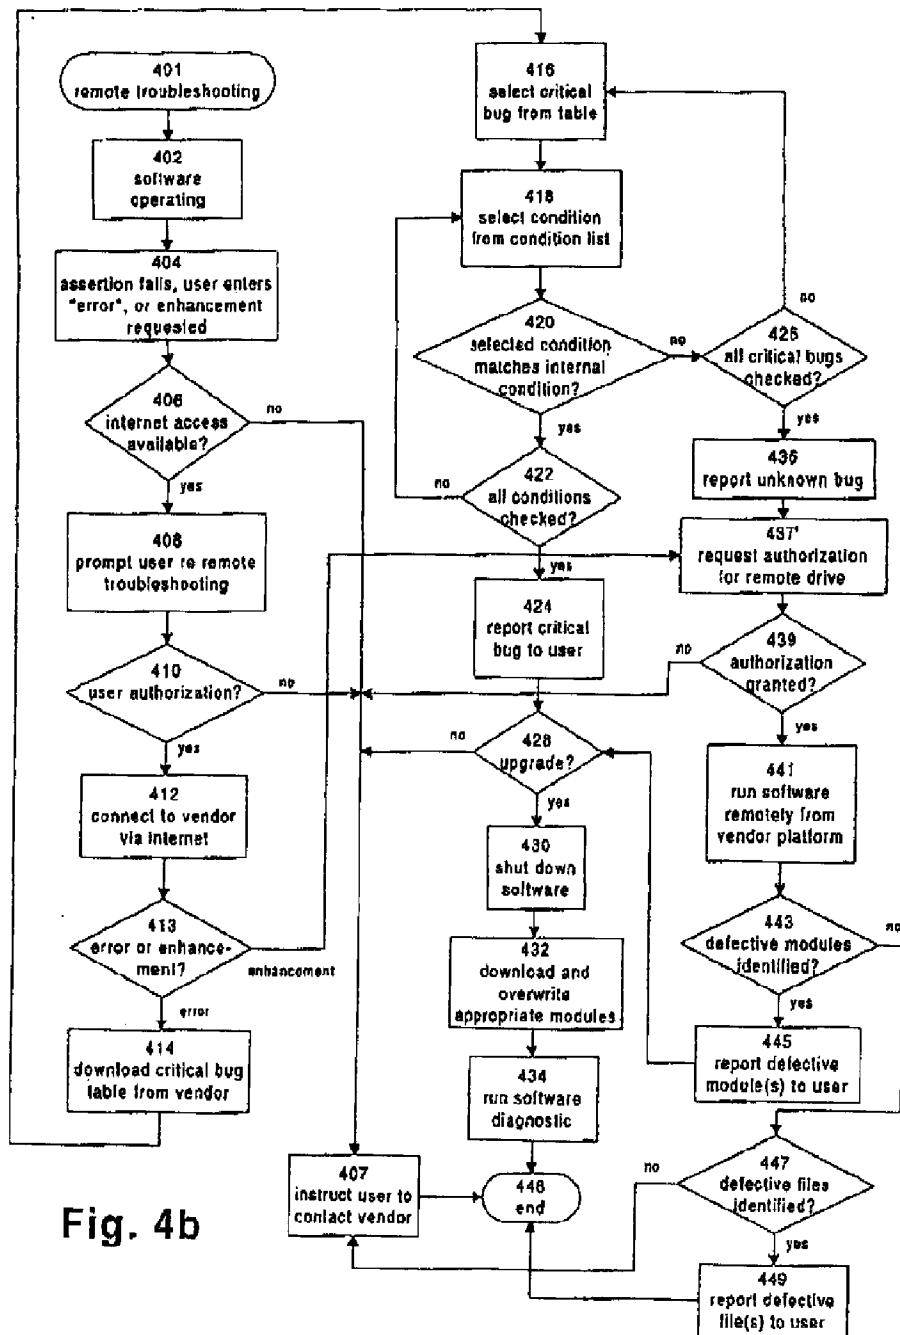 401
remote troubleshooting
402
software
operating
404
assertion fails, user enters
"error", or enhancement
requested
406
internet access
available?
no
yes
408
prompt user re remote
troubleshooting
410
user authorization?
no
yes
412
connect to vendor
via internet
413
error or enhance-
ment?
enhancement
error
414
download critical bug
table from vendor
416
select critical
bug from table
418
select condition
from condition list
420
selected condition
matches internal
condition?
no
yes
422
all conditions
checked?
no
yes
424
report critical
bug to user
428
upgrade?
no
yes
430
shut down
software
432
download and
overwrite
appropriate modules
434
run software
diagnostic
407
instruct user to
contact vendor
448
end
no
426
all critical bugs
checked?
yes
436
report unknown bug
437'
request authorization
for remote drive
439
authorization
granted?
no
yes
441
run software
remotely from
vendor platform
443
defective modules
identified?
no
yes
445
report defective
module(s) to user
447
defective files
identified?
no
yes
449
report defective
file(s) to user
Fig. 4b